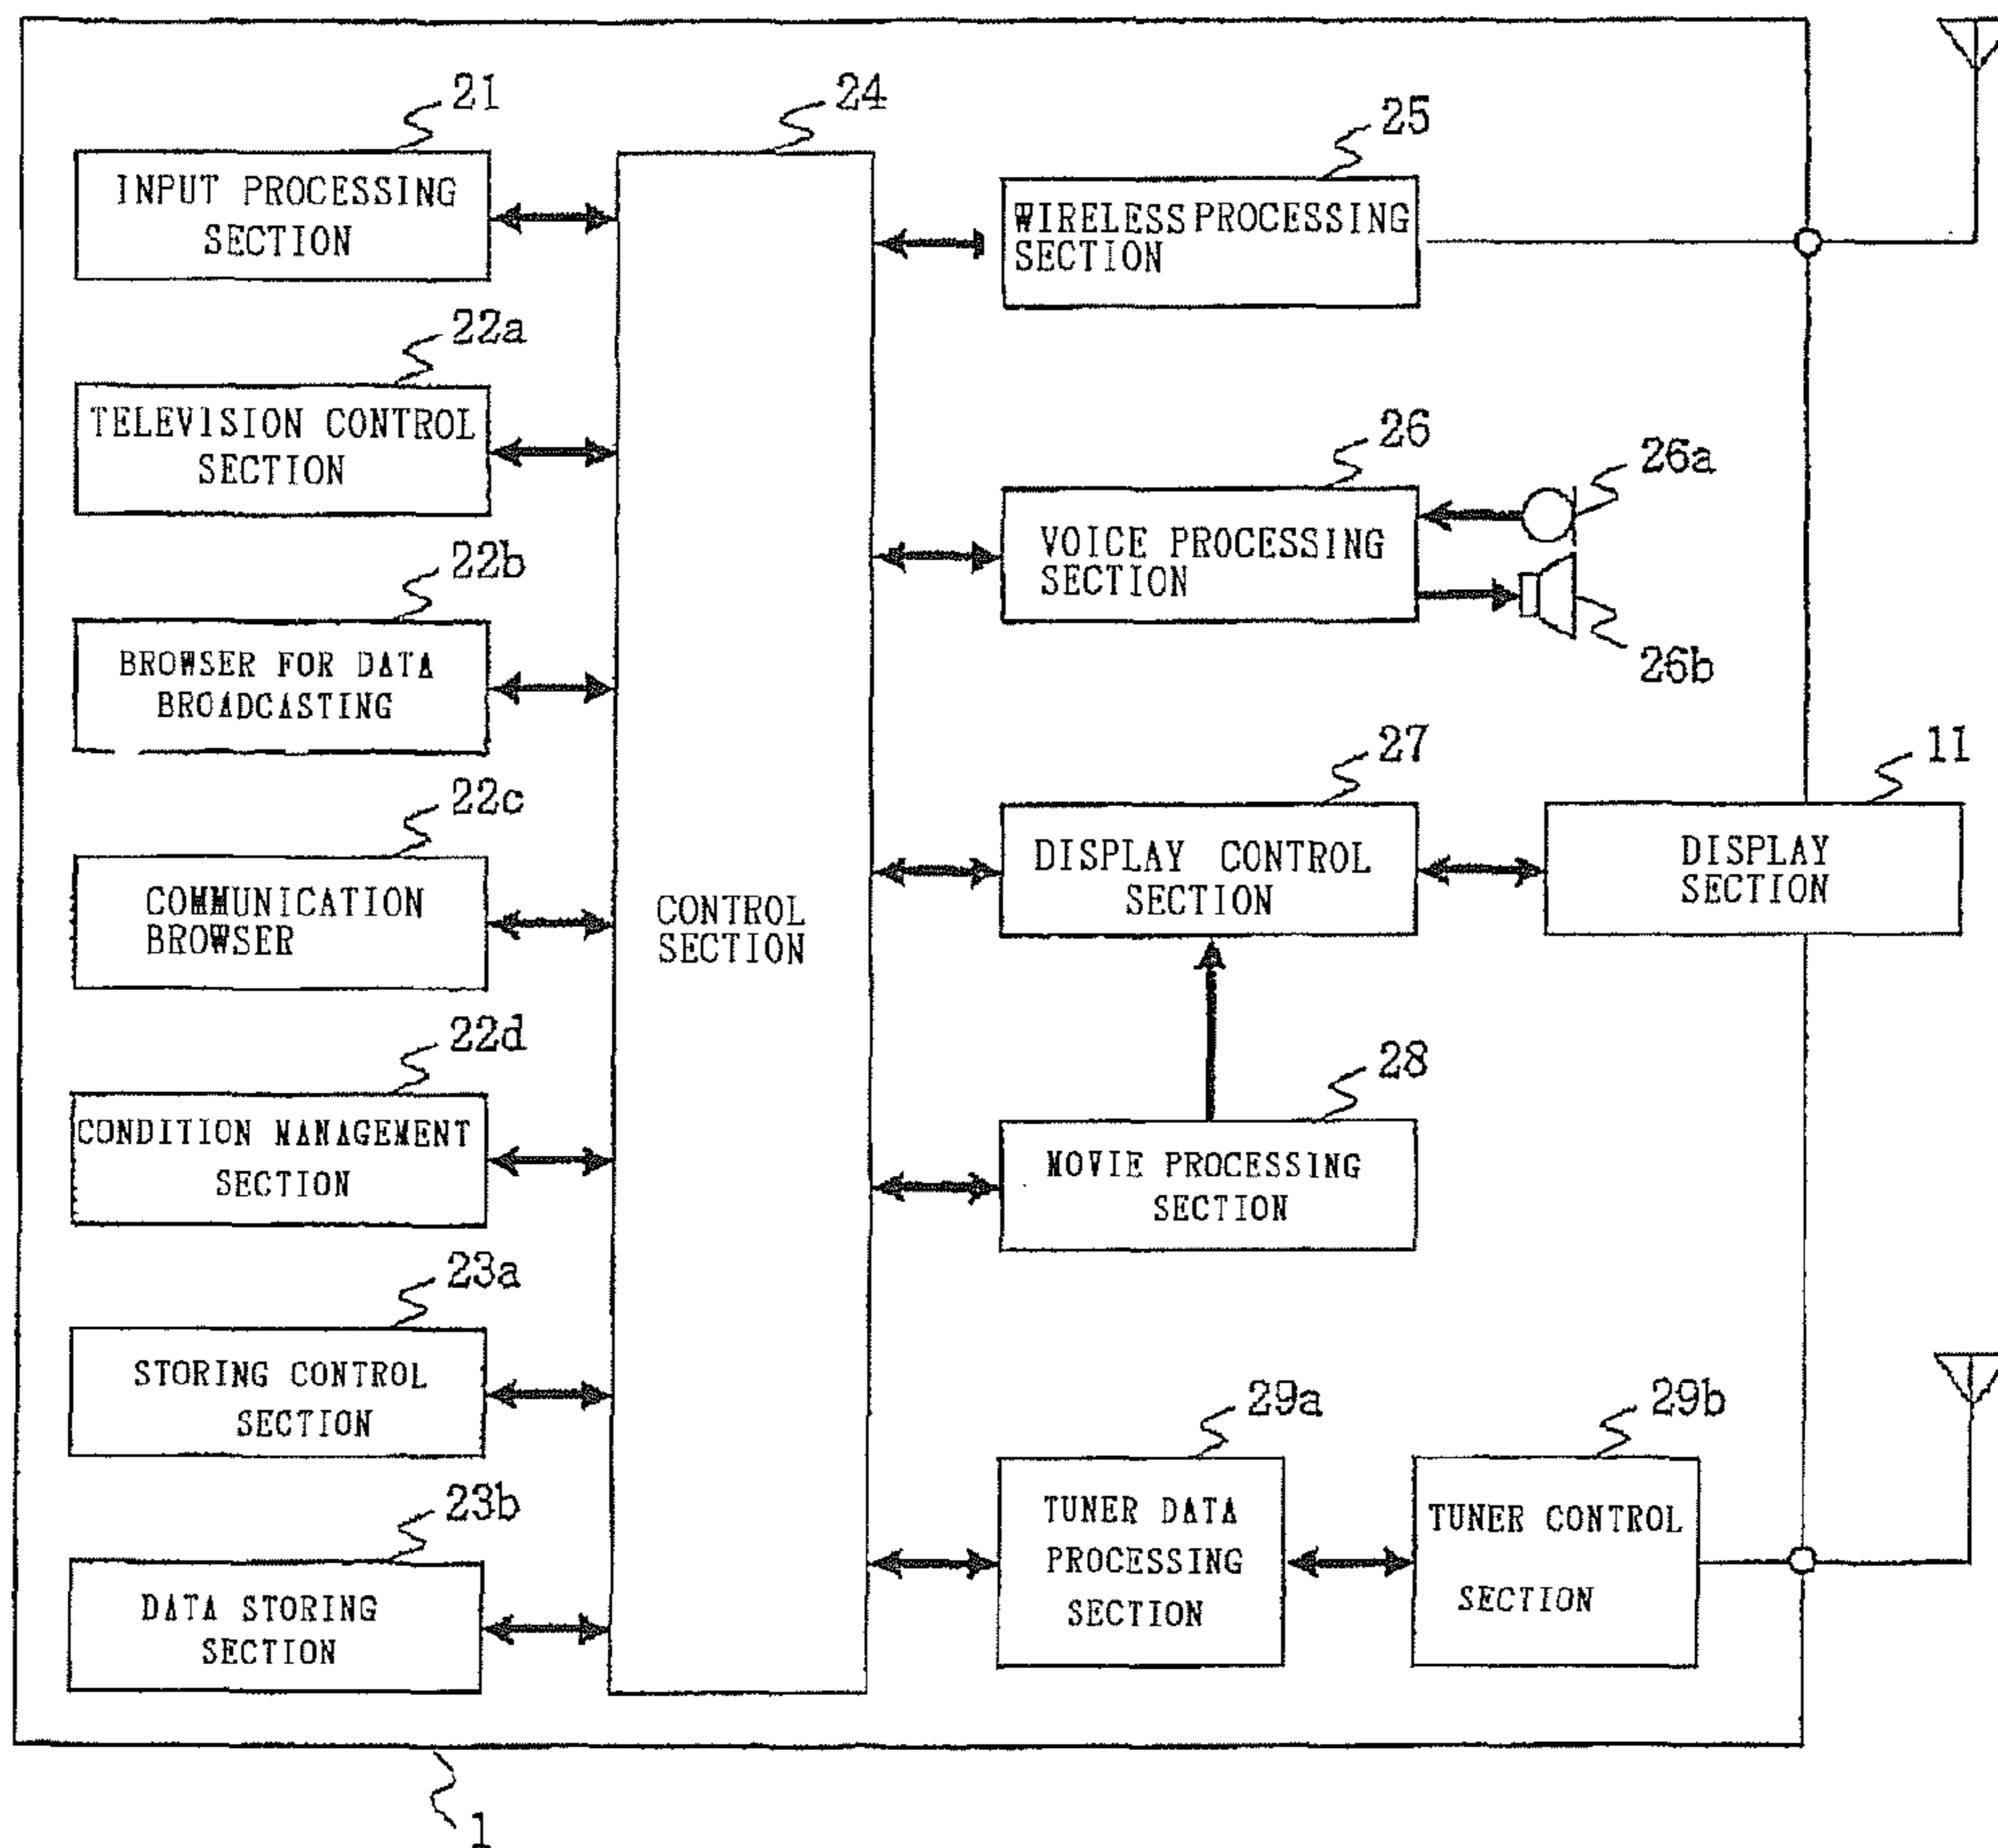 21
INPUT PROCESSING
SECTION
22a
TELEVISION CONTROL
SECTION
22b
BROWSER FOR DATA
BROADCASTING
22c
COMMUNICATION
BROWSER
22d
CONDITION MANAGEMENT
SECTION
23a
STORING CONTROL
SECTION
23b
DATA STORING
SECTION
24
CONTROL
SECTION
25
WIRELESS PROCESSING
SECTION
26
VOICE PROCESSING
SECTION
26a
26b
27
DISPLAY CONTROL
SECTION
11
DISPLAY
SECTION
28
MOVIE PROCESSING
SECTION
29a
TUNER DATA
PROCESSING
SECTION
29b
TUNER CONTROL
SECTION
1